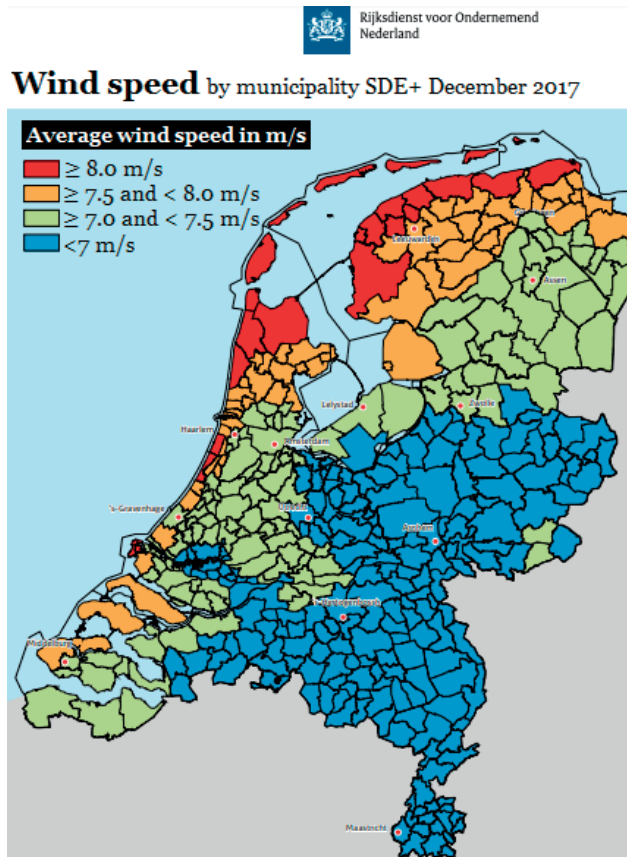 Rijksdienst voor Ondernemend
Nederland
Wind speed by municipality SDE+ December 2017
Average wind speed in m/s
≥ 8.0 m/s
≥ 7.5 and < 8.0 m/s
≥ 7.0 and < 7.5 m/s
<7 m/s
Leeuwarden
Assen
Lelystad
Zwolle
Haarlem
Amsterdam
's-Gravenhage
Arnhem
's-Hertogenbosch
Middelburg
Maastricht